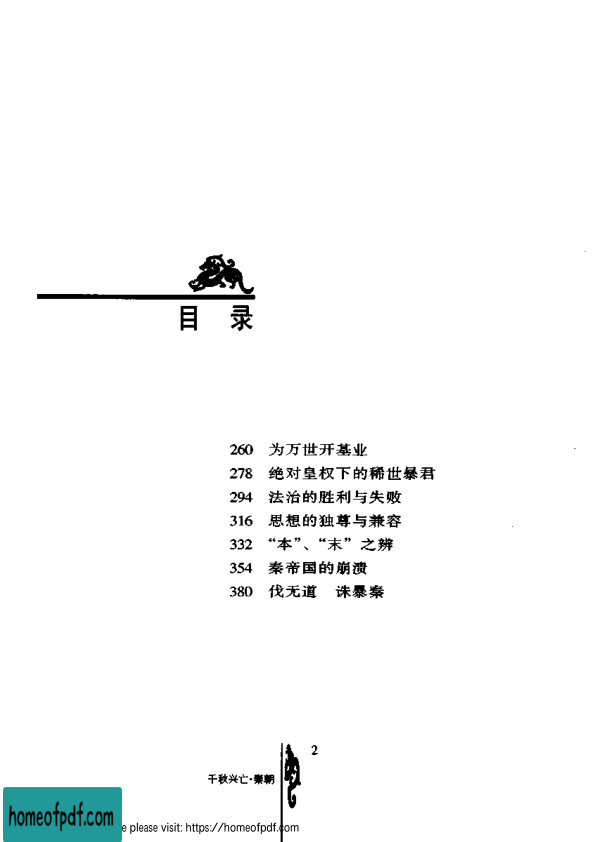 目 录
260 为万世开基业
278 绝对皇权下的稀世暴君
294 法治的胜利与失败
316 思想的独尊与兼容
332 “本”、“末”之辨
354 秦帝国的崩溃
380 伐无道 诛暴秦
2
千秋兴亡·秦朝
homeofpdf.com
e please visit: https://homeofpdf.com